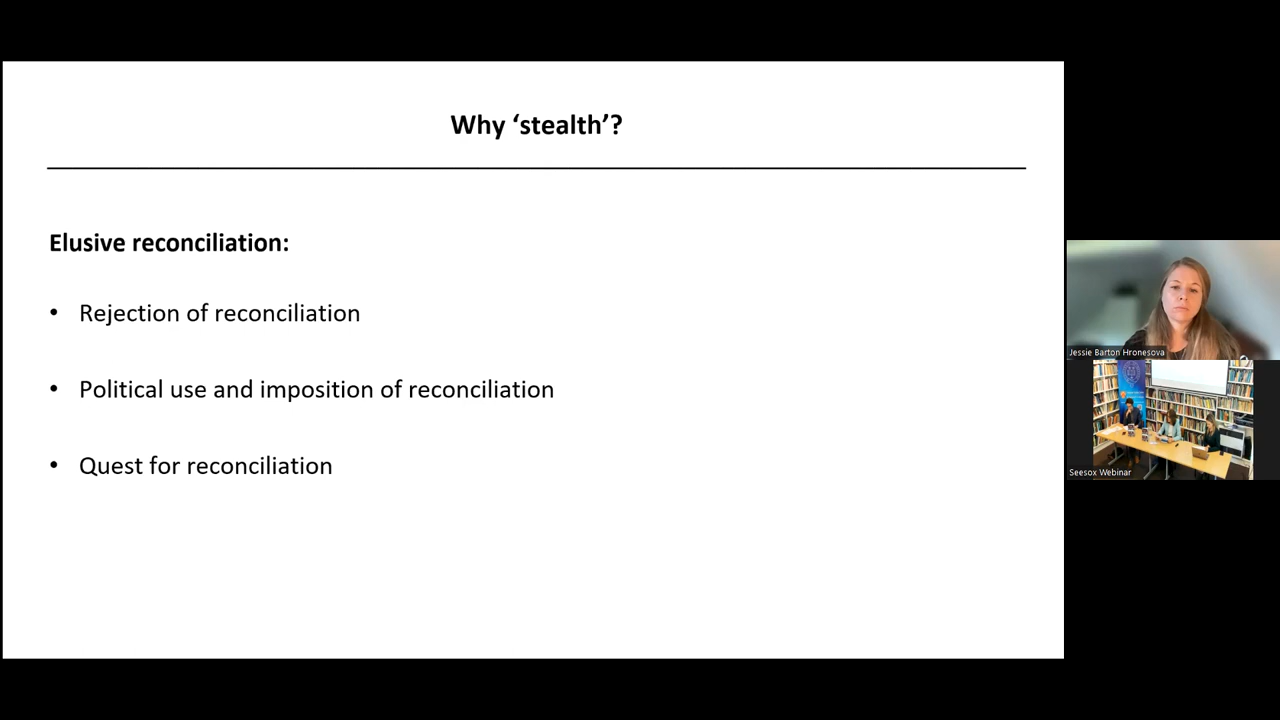 Why ‘stealth’?
Elusive reconciliation:
• Rejection of reconciliation
• Political use and imposition of reconciliation
• Quest for reconciliation
Jessie Barton Hronesova
Seesox Webinar